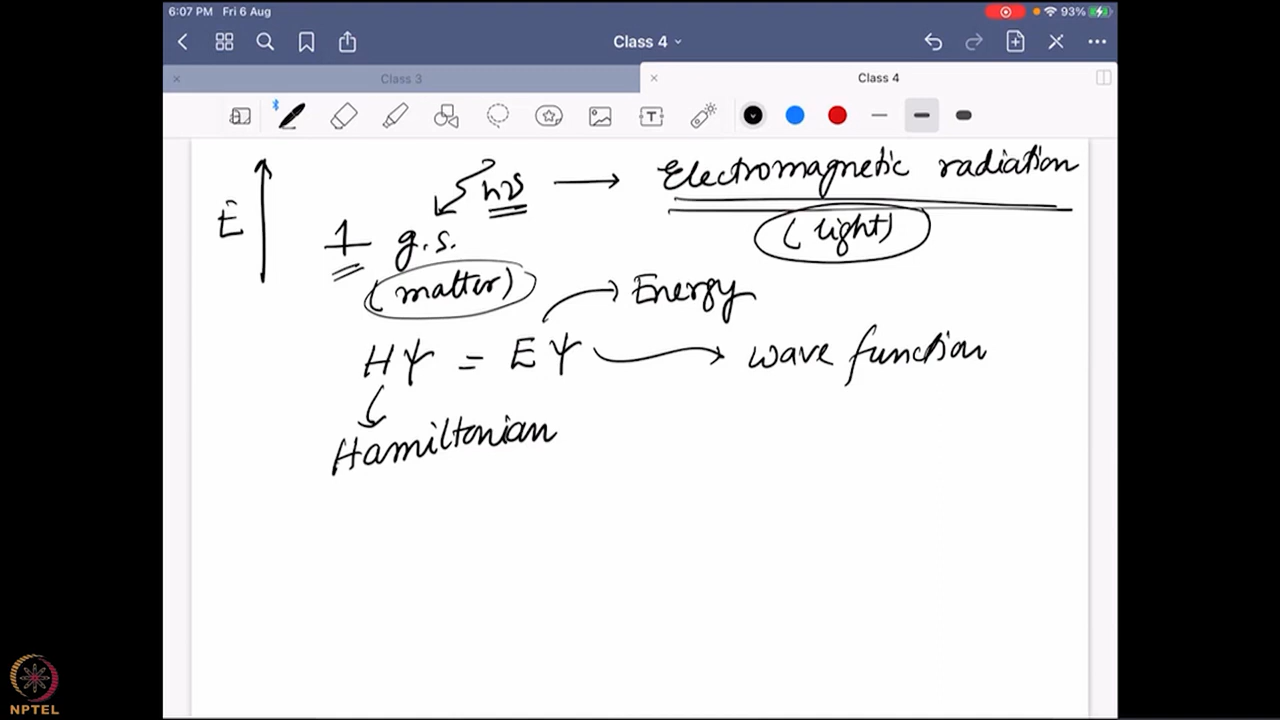 6:07 PM Fri 6 Aug 93%
Class 4
Class 3 Class 4
T
hν → Electromagnetic radiation
E
1 g.s. (light)
(matter) Energy
Hψ = Eψ wave function
Hamiltonian
NPTEL